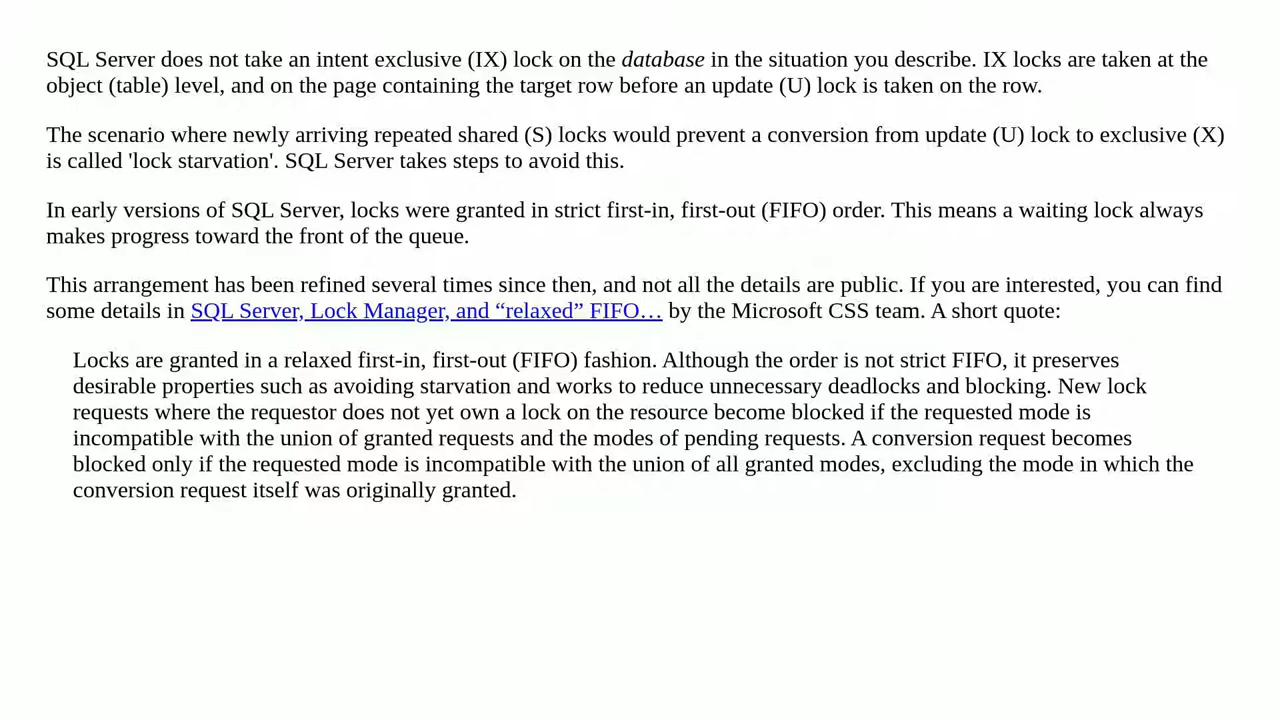 SQL Server does not take an intent exclusive (IX) lock on the database in the situation you describe. IX locks are taken at the
object (table) level, and on the page containing the target row before an update (U) lock is taken on the row.
The scenario where newly arriving repeated shared (S) locks would prevent a conversion from update (U) lock to exclusive (X)
is called 'lock starvation'. SQL Server takes steps to avoid this.
In early versions of SQL Server, locks were granted in strict first-in, first-out (FIFO) order. This means a waiting lock always
makes progress toward the front of the queue.
This arrangement has been refined several times since then, and not all the details are public. If you are interested, you can find
some details in SQL Server, Lock Manager, and “relaxed” FIFO… by the Microsoft CSS team. A short quote:
Locks are granted in a relaxed first-in, first-out (FIFO) fashion. Although the order is not strict FIFO, it preserves
desirable properties such as avoiding starvation and works to reduce unnecessary deadlocks and blocking. New lock
requests where the requestor does not yet own a lock on the resource become blocked if the requested mode is
incompatible with the union of granted requests and the modes of pending requests. A conversion request becomes
blocked only if the requested mode is incompatible with the union of all granted modes, excluding the mode in which the
conversion request itself was originally granted.